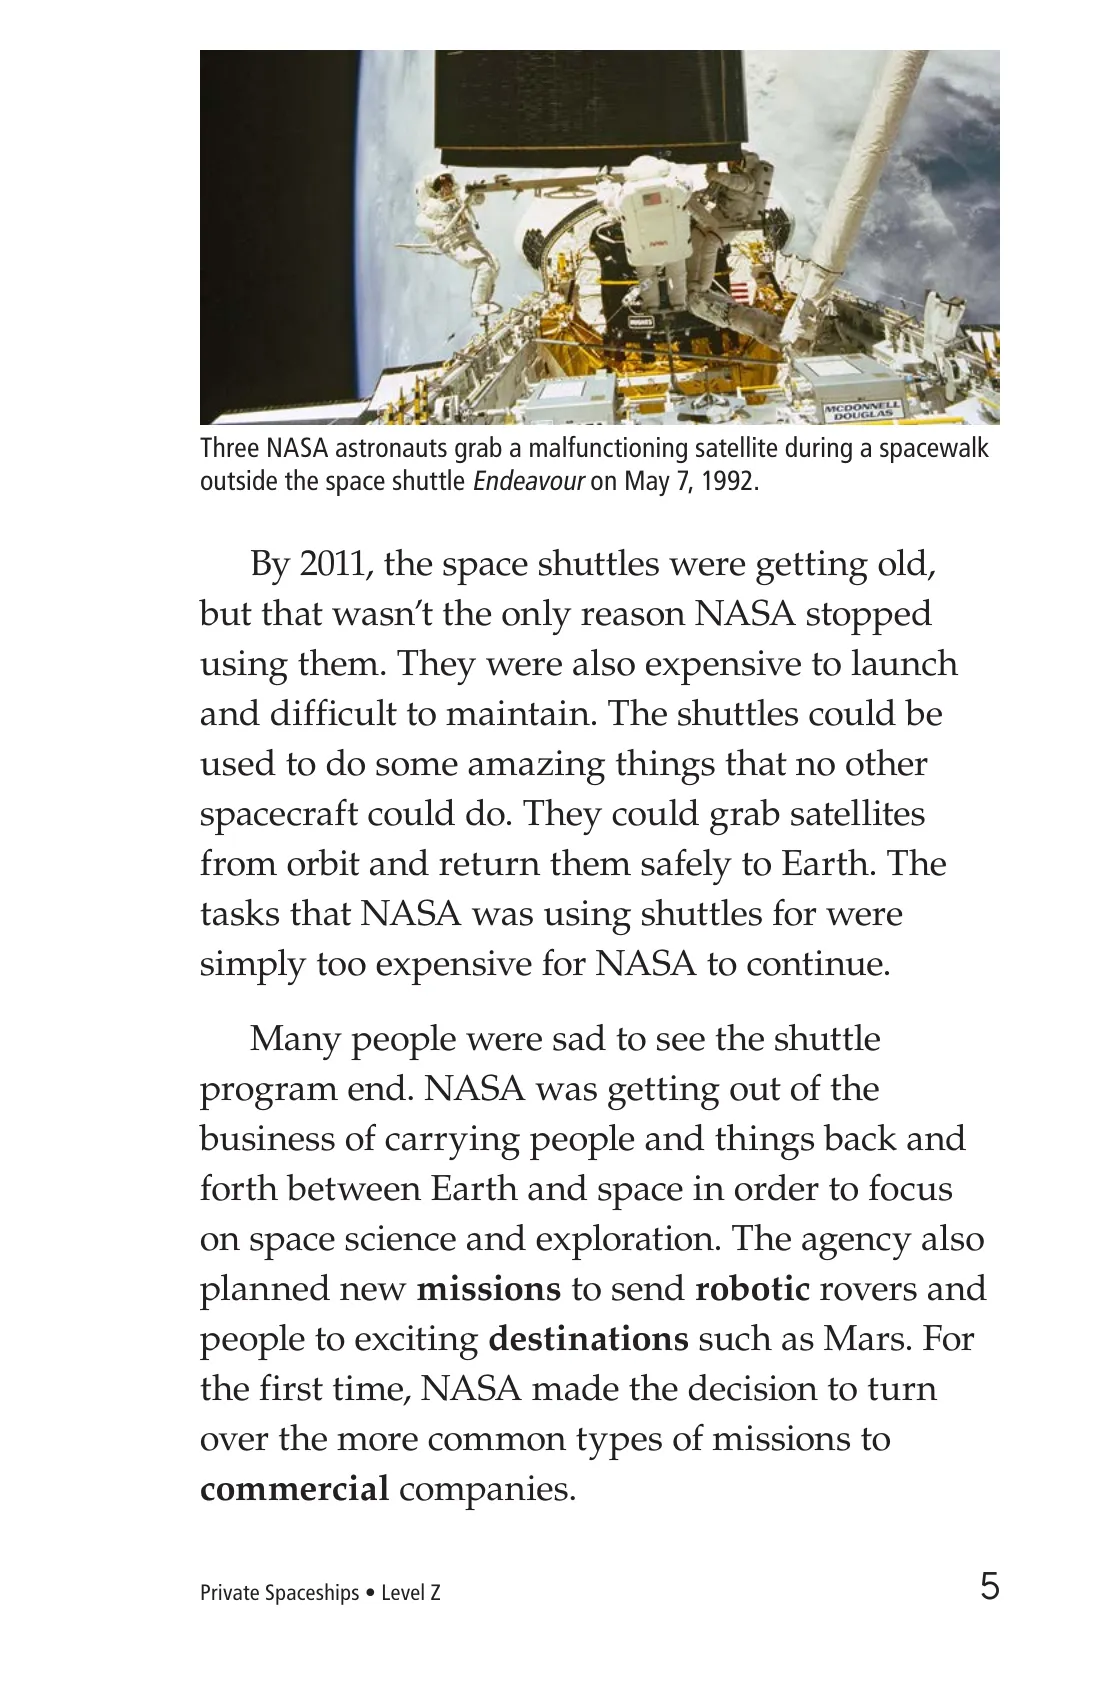 NASA
HUGHES
MCDONNELL
DOUGLAS
Three NASA astronauts grab a malfunctioning satellite during a spacewalk
outside the space shuttle Endeavour on May 7, 1992.
By 2011, the space shuttles were getting old,
but that wasn’t the only reason NASA stopped
using them. They were also expensive to launch
and difficult to maintain. The shuttles could be
used to do some amazing things that no other
spacecraft could do. They could grab satellites
from orbit and return them safely to Earth. The
tasks that NASA was using shuttles for were
simply too expensive for NASA to continue.
Many people were sad to see the shuttle
program end. NASA was getting out of the
business of carrying people and things back and
forth between Earth and space in order to focus
on space science and exploration. The agency also
planned new missions to send robotic rovers and
people to exciting destinations such as Mars. For
the first time, NASA made the decision to turn
over the more common types of missions to
commercial companies.
Private Spaceships • Level Z
5